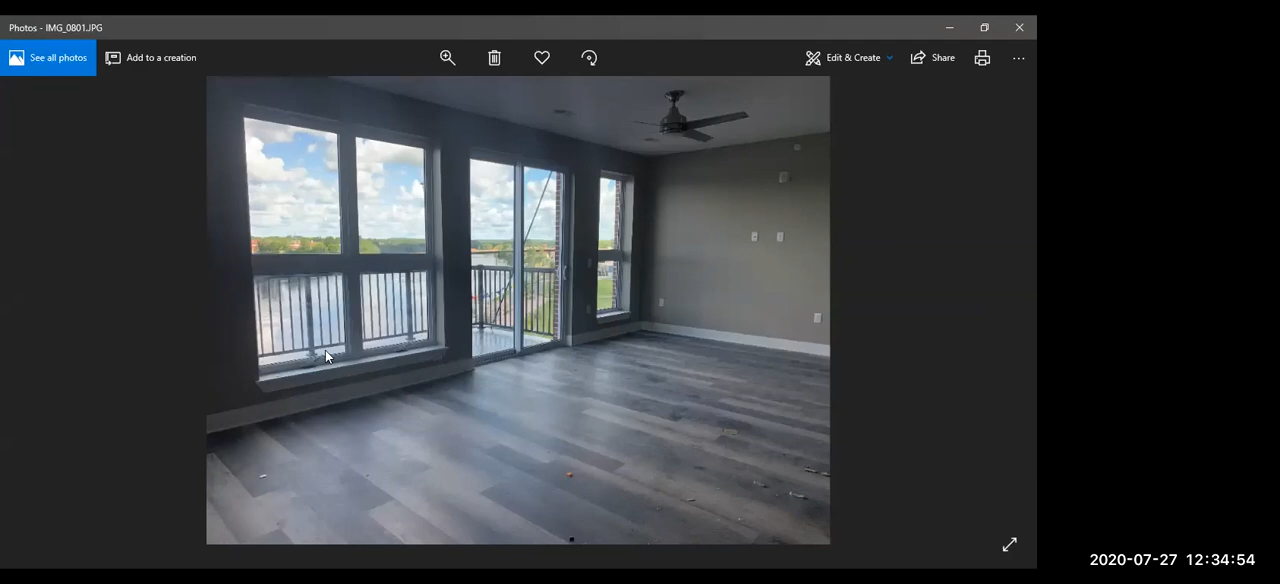 Photos - IMG_0801.JPG
See all photos
Add to a creation
Edit & Create
Share
2020-07-27 12:34:54